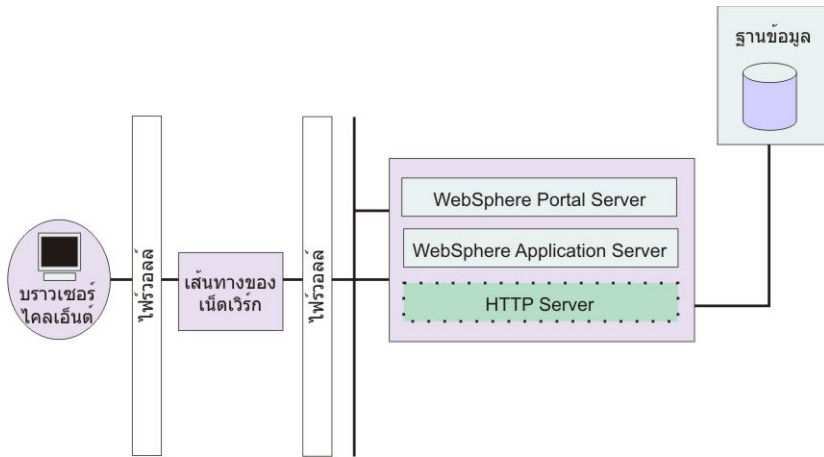 ฐานข้อมูล
WebSphere Portal Server
WebSphere Application Server
HTTP Server
ไฟร์วอลล์
ไฟร์วอลล์
เส้นทางของ
เน็ตเวิร์ก
บราวเซอร์
ไคลเอ็นต์